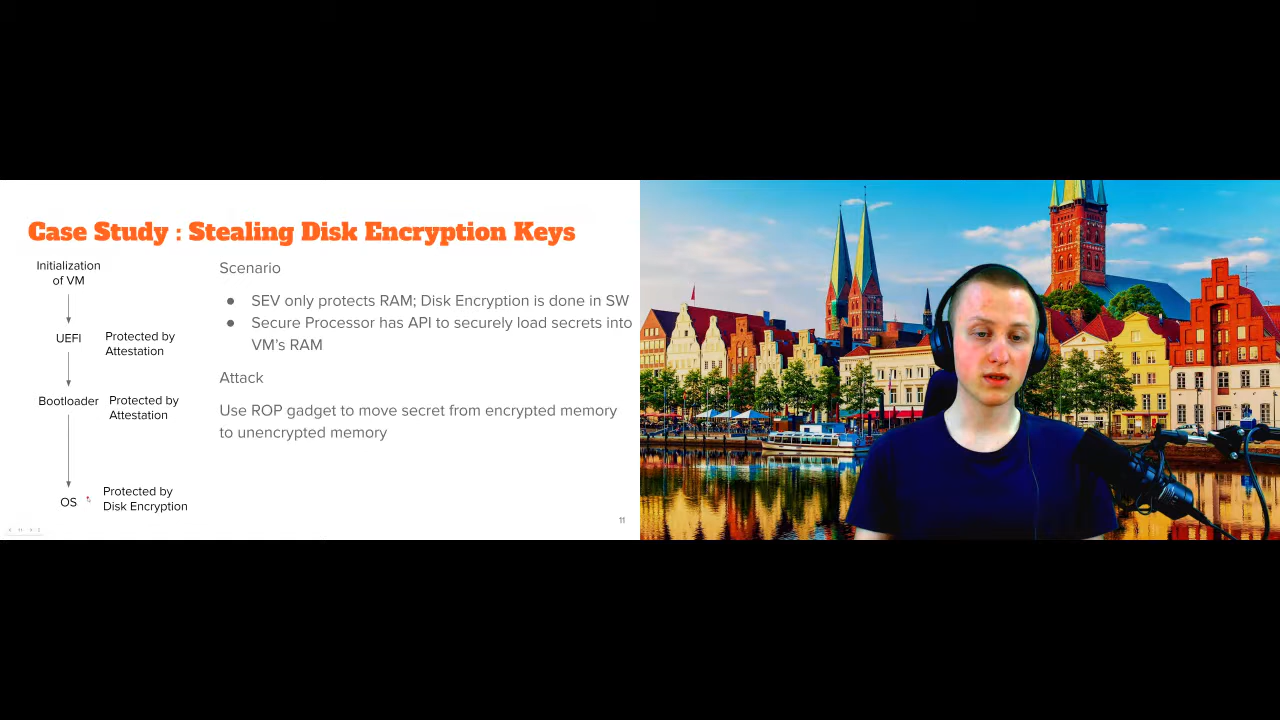 Case Study : Stealing Disk Encryption Keys
Initialization
of VM
UEFI
Protected by
Attestation
Bootloader
Protected by
Attestation
OS
Protected by
Disk Encryption
Scenario
● SEV only protects RAM; Disk Encryption is done in SW
● Secure Processor has API to securely load secrets into
VM's RAM
Attack
Use ROP gadget to move secret from encrypted memory
to unencrypted memory
11